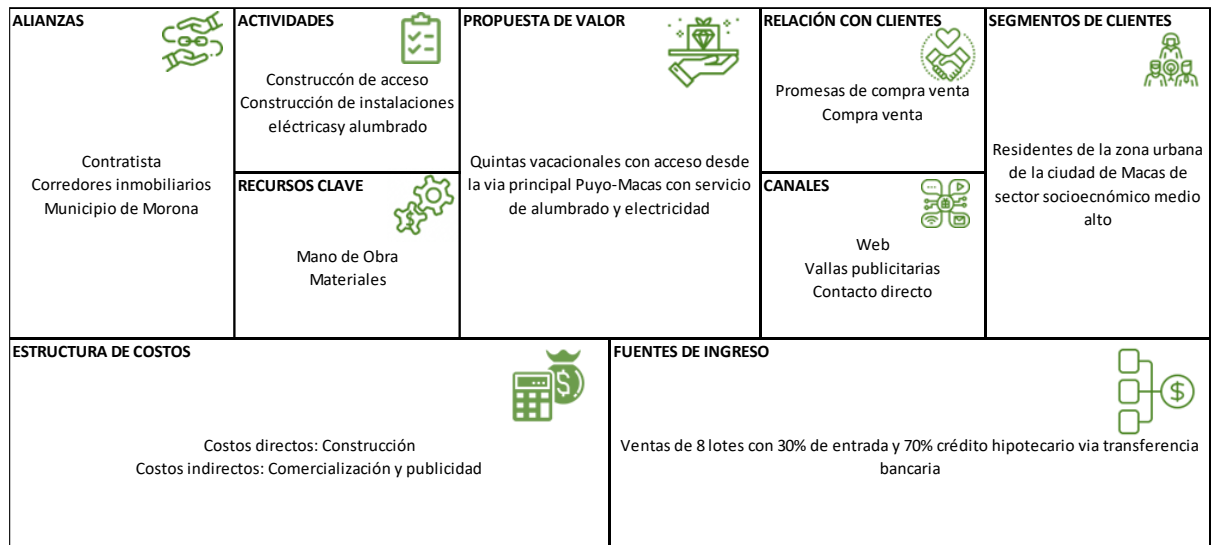 ALIANZAS
Contratista
Corredores inmobiliarios
Municipio de Morona
ACTIVIDADES
Construccón de acceso
Construcción de instalaciones
eléctricasy alumbrado
RECURSOS CLAVE
Mano de Obra
Materiales
PROPUESTA DE VALOR
Quintas vacacionales con acceso desde
la via principal Puyo-Macas con servicio
de alumbrado y electricidad
RELACIÓN CON CLIENTES
Promesas de compra venta
Compra venta
CANALES
Web
Vallas publicitarias
Contacto directo
SEGMENTOS DE CLIENTES
Residentes de la zona urbana
de la ciudad de Macas de
sector socioecnómico medio
alto
ESTRUCTURA DE COSTOS
Costos directos: Construcción
Costos indirectos: Comercialización y publicidad
FUENTES DE INGRESO
Ventas de 8 lotes con 30% de entrada y 70% crédito hipotecario via transferencia
bancaria